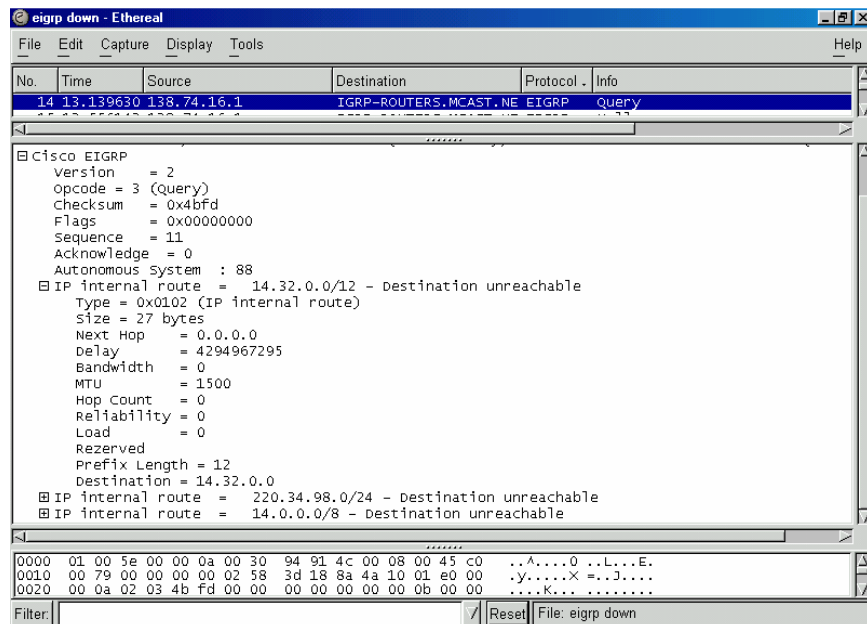 eigrp down - Ethereal
File Edit Capture Display Tools Help
No. Time Source Destination Protocol Info
14 13.139630 138.74.16.1 IGRP-ROUTERS.MCAST.NE EIGRP Query
Cisco EIGRP
Version = 2
Opcode = 3 (Query)
Checksum = 0x4bfd
Flags = 0x00000000
Sequence = 11
Acknowledge = 0
Autonomous System : 88
IP internal route = 14.32.0.0/12 - Destination unreachable
Type = 0x0102 (IP internal route)
Size = 27 bytes
Next Hop = 0.0.0.0
Delay = 4294967295
Bandwidth = 0
MTU = 1500
Hop Count = 0
Reliability = 0
Load = 0
Rezerved
Prefix Length = 12
Destination = 14.32.0.0
IP internal route = 220.34.98.0/24 - Destination unreachable
IP internal route = 14.0.0.0/8 - Destination unreachable
0000 01 00 5e 00 00 0a 00 30 94 91 4c 00 08 00 45 c0 ..^....0 ..L...E.
0010 00 79 00 00 00 00 02 58 3d 18 8a 4a 10 01 e0 00 .y.....X =..J....
0020 00 0a 02 03 4b fd 00 00 00 00 00 00 00 0b 00 00 ....K... ........
Filter: Reset File: eigrp down